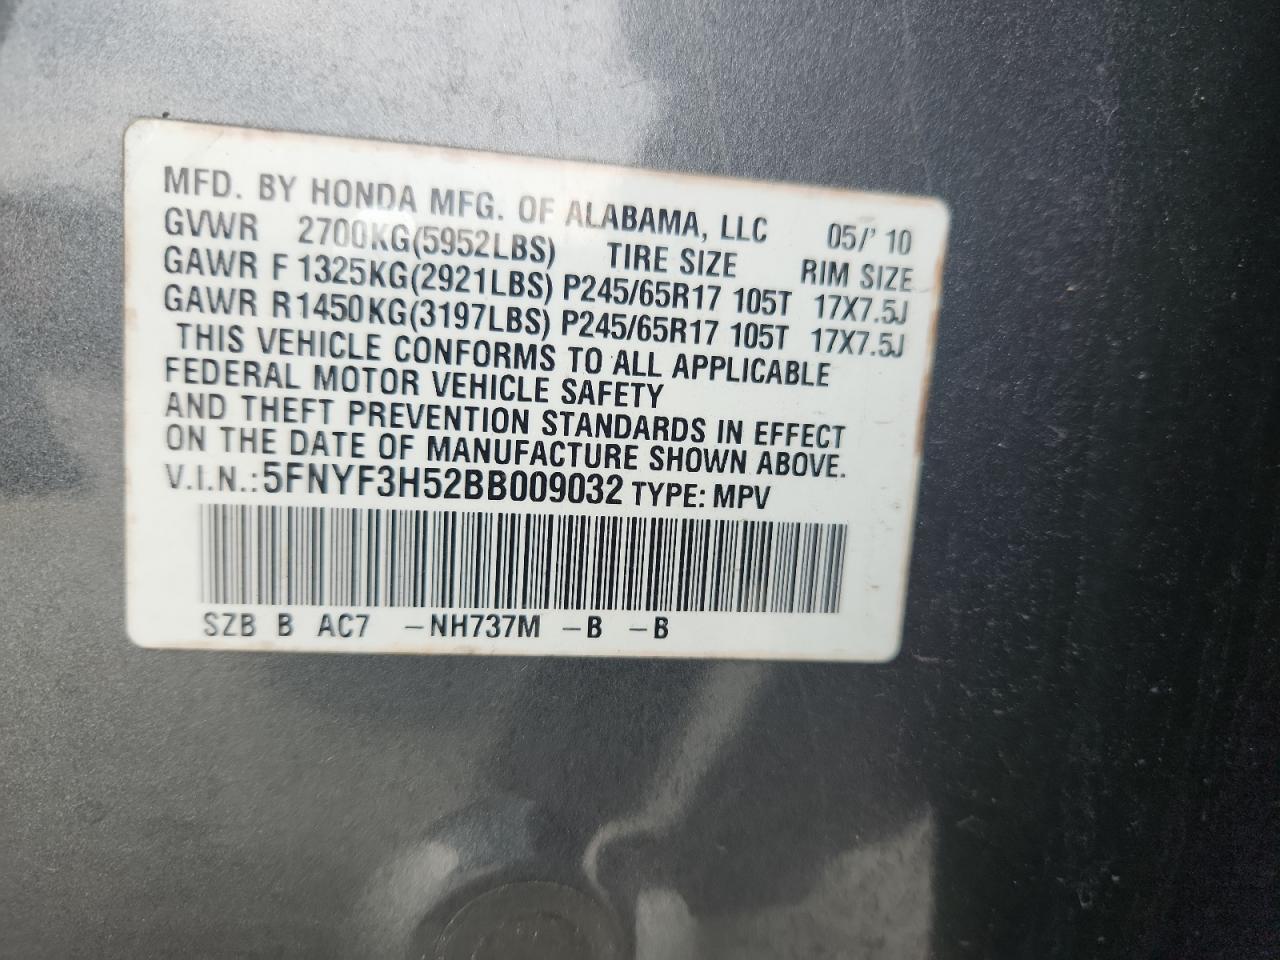 MFD. BY HONDA MFG. OF ALABAMA, LLC 05/'10
GVWR 2700KG(5952LBS) TIRE SIZE RIM SIZE
GAWR F 1325KG(2921LBS) P245/65R17 105T 17X7.5J
GAWR R1450KG(3197LBS) P245/65R17 105T 17X7.5J
THIS VEHICLE CONFORMS TO ALL APPLICABLE
FEDERAL MOTOR VEHICLE SAFETY
AND THEFT PREVENTION STANDARDS IN EFFECT
ON THE DATE OF MANUFACTURE SHOWN ABOVE.
V.I.N.:5FNYF3H52BB009032 TYPE: MPV
SZB B AC7 -NH737M -B -B